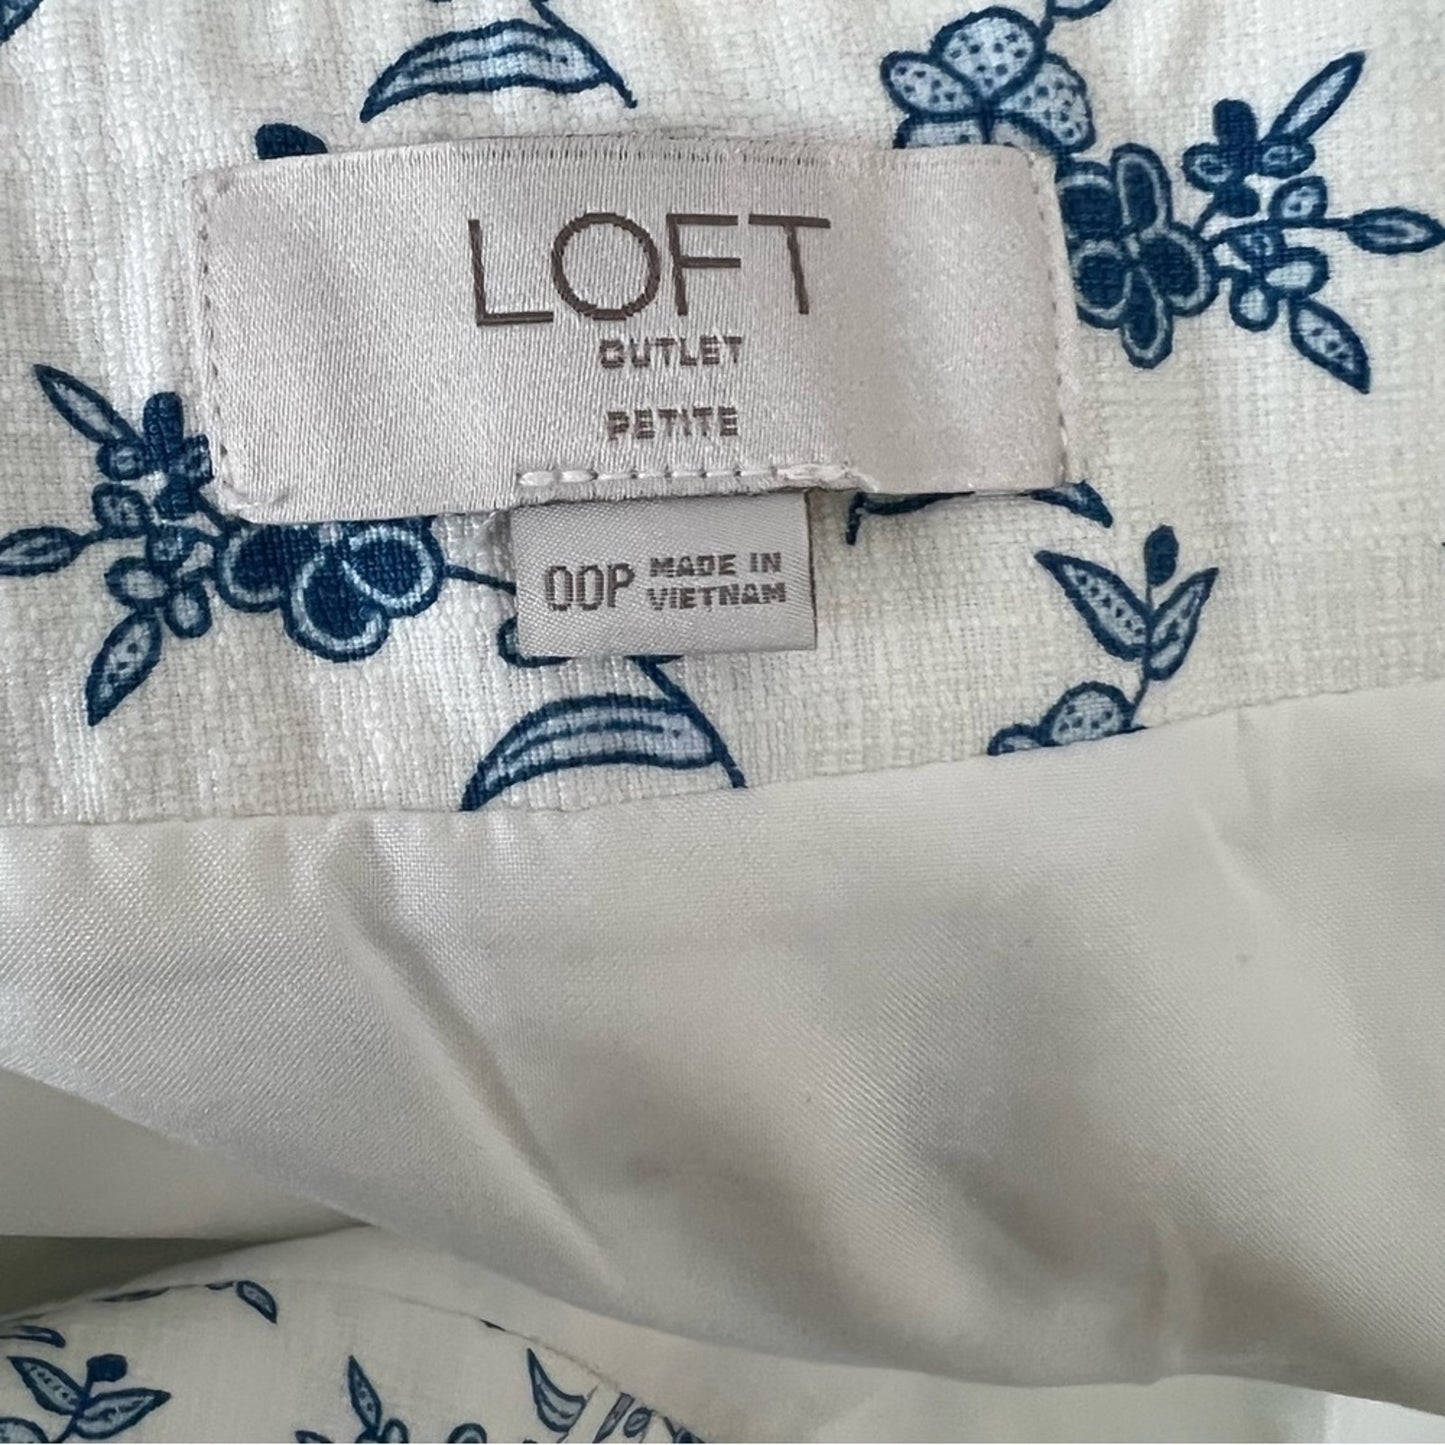 LOFT
OUTLET
PETITE
00P
MADE IN
VIETNAM